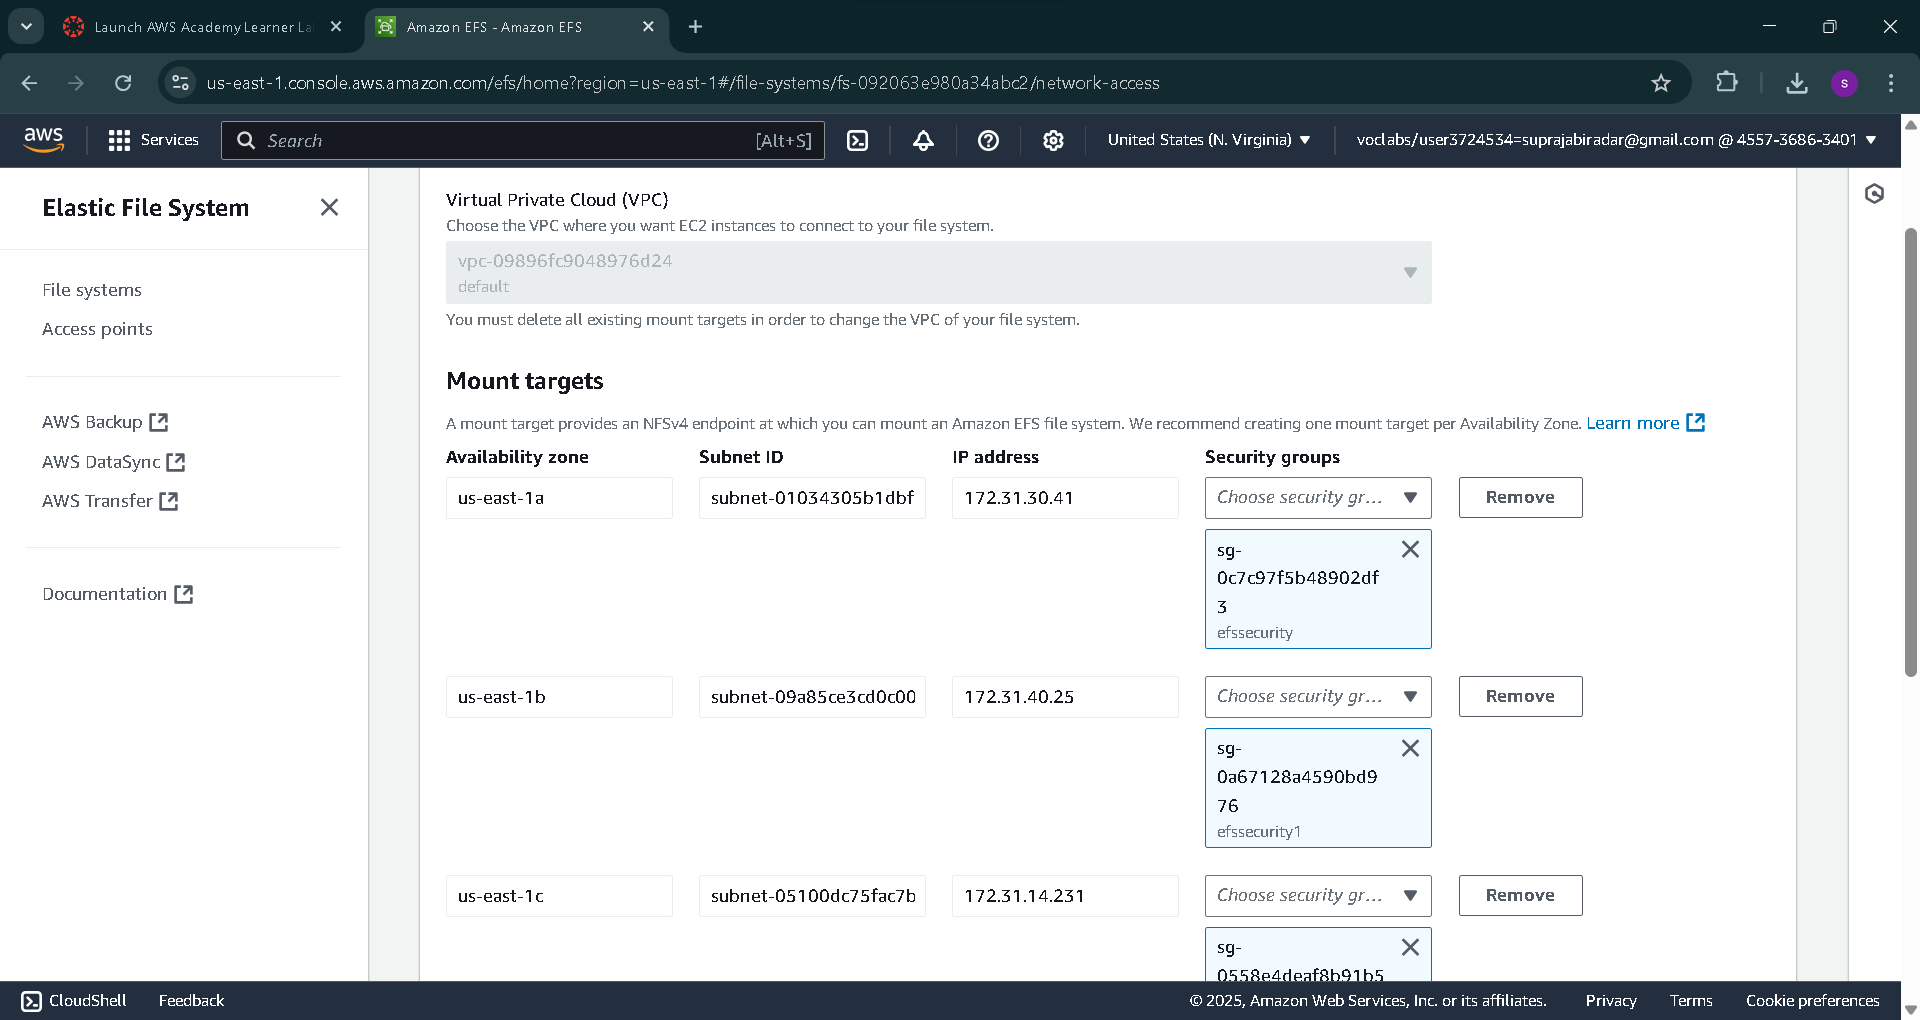 Launch AWS Academy Learner La
Amazon EFS - Amazon EFS
us-east-1.console.aws.amazon.com/efs/home?region=us-east-1#/file-systems/fs-092063e980a34abc2/network-access
S
aws
Services
Search
[Alt+S]
United States (N. Virginia)
voclabs/user3724534=suprajabiradar@gmail.com @ 4557-3686-3401
Elastic File System
File systems
Access points
AWS Backup
AWS DataSync
AWS Transfer
Documentation
Virtual Private Cloud (VPC)
Choose the VPC where you want EC2 instances to connect to your file system.
vpc-09896fc9048976d24
default
You must delete all existing mount targets in order to change the VPC of your file system.
Mount targets
A mount target provides an NFSv4 endpoint at which you can mount an Amazon EFS file system. We recommend creating one mount target per Availability Zone. Learn more
Availability zone Subnet ID IP address Security groups
us-east-1a subnet-01034305b1dbf 172.31.30.41 Choose security gr... Remove
sg-
0c7c97f5b48902df
3
efssecurity
us-east-1b subnet-09a85ce3cd0c00 172.31.40.25 Choose security gr... Remove
sg-
0a67128a4590bd9
76
efssecurity1
us-east-1c subnet-05100dc75fac7b 172.31.14.231 Choose security gr... Remove
sg-
0558e4deaf8b91b5
CloudShell Feedback © 2025, Amazon Web Services, Inc. or its affiliates. Privacy Terms Cookie preferences